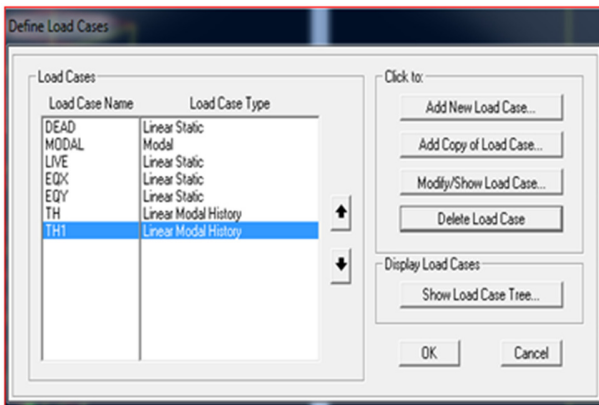 Define Load Cases
Load Cases
Load Case Name Load Case Type
DEAD Linear Static
MODAL Modal
LIVE Linear Static
EQX Linear Static
EQY Linear Static
TH Linear Modal History
TH1 Linear Modal History
Click to:
Add New Load Case...
Add Copy of Load Case...
Modify/Show Load Case...
Delete Load Case
Display Load Cases
Show Load Case Tree...
OK Cancel